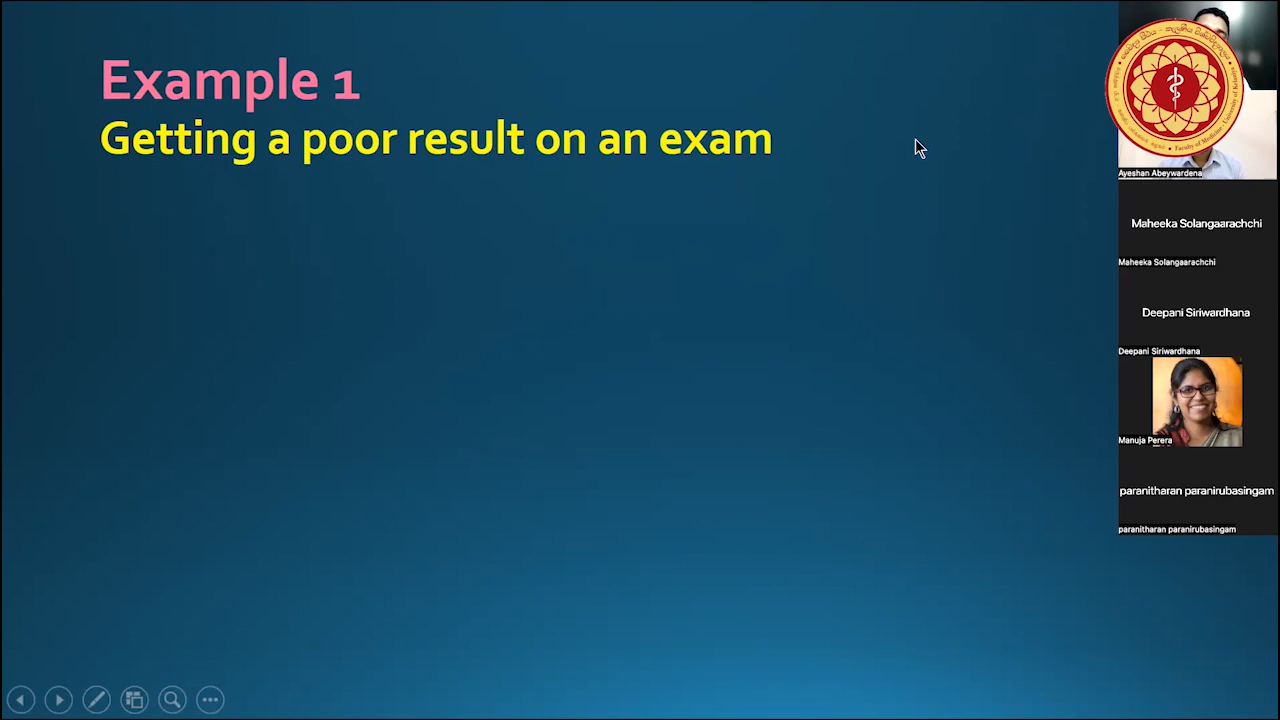 Example 1
Getting a poor result on an exam
Ayeshan Abeywardena
Maheeka Solangaarachchi
Maheeka Solangaarachchi
Deepani Siriwardhana
Deepani Siriwardhana
Manuja Perera
paranitharan paranirubasingam
paranitharan paranirubasingam